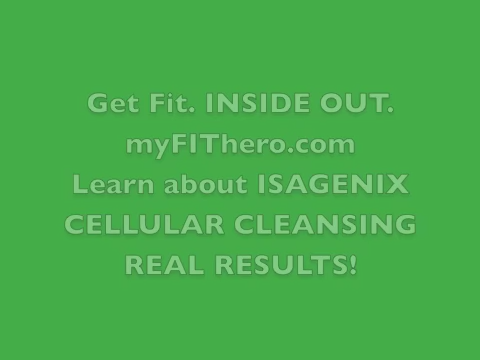 Get Fit. INSIDE OUT.
myFIThero.com
Learn about ISAGENIX
CELLULAR CLEANSING
REAL RESULTS!